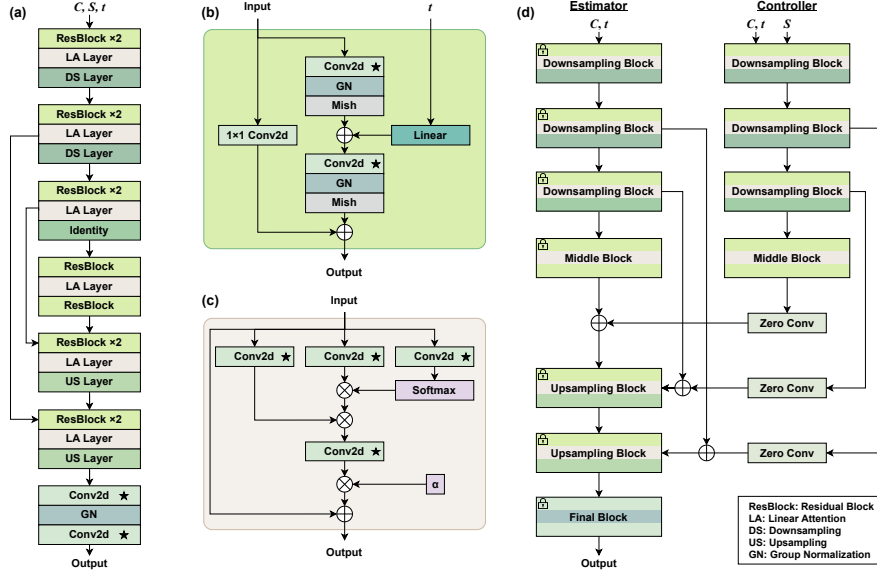 (a)
C, S, t
ResBlock ×2
LA Layer
DS Layer
ResBlock ×2
LA Layer
DS Layer
ResBlock ×2
LA Layer
Identity
ResBlock
LA Layer
ResBlock
ResBlock ×2
LA Layer
US Layer
ResBlock ×2
LA Layer
US Layer
Conv2d ★
GN
Conv2d ★
Output
(b)
Input
t
Conv2d ★
GN
Mish
1×1 Conv2d
Linear
Conv2d ★
GN
Mish
Output
(c)
Input
Conv2d ★
Conv2d ★
Conv2d ★
Softmax
Conv2d ★
α
Output
(d)
Estimator
C, t
Downsampling Block
Downsampling Block
Downsampling Block
Middle Block
Upsampling Block
Upsampling Block
Final Block
Output
Controller
C, t
S
Downsampling Block
Downsampling Block
Downsampling Block
Middle Block
Zero Conv
Zero Conv
Zero Conv
ResBlock: Residual Block
LA: Linear Attention
DS: Downsampling
US: Upsampling
GN: Group Normalization